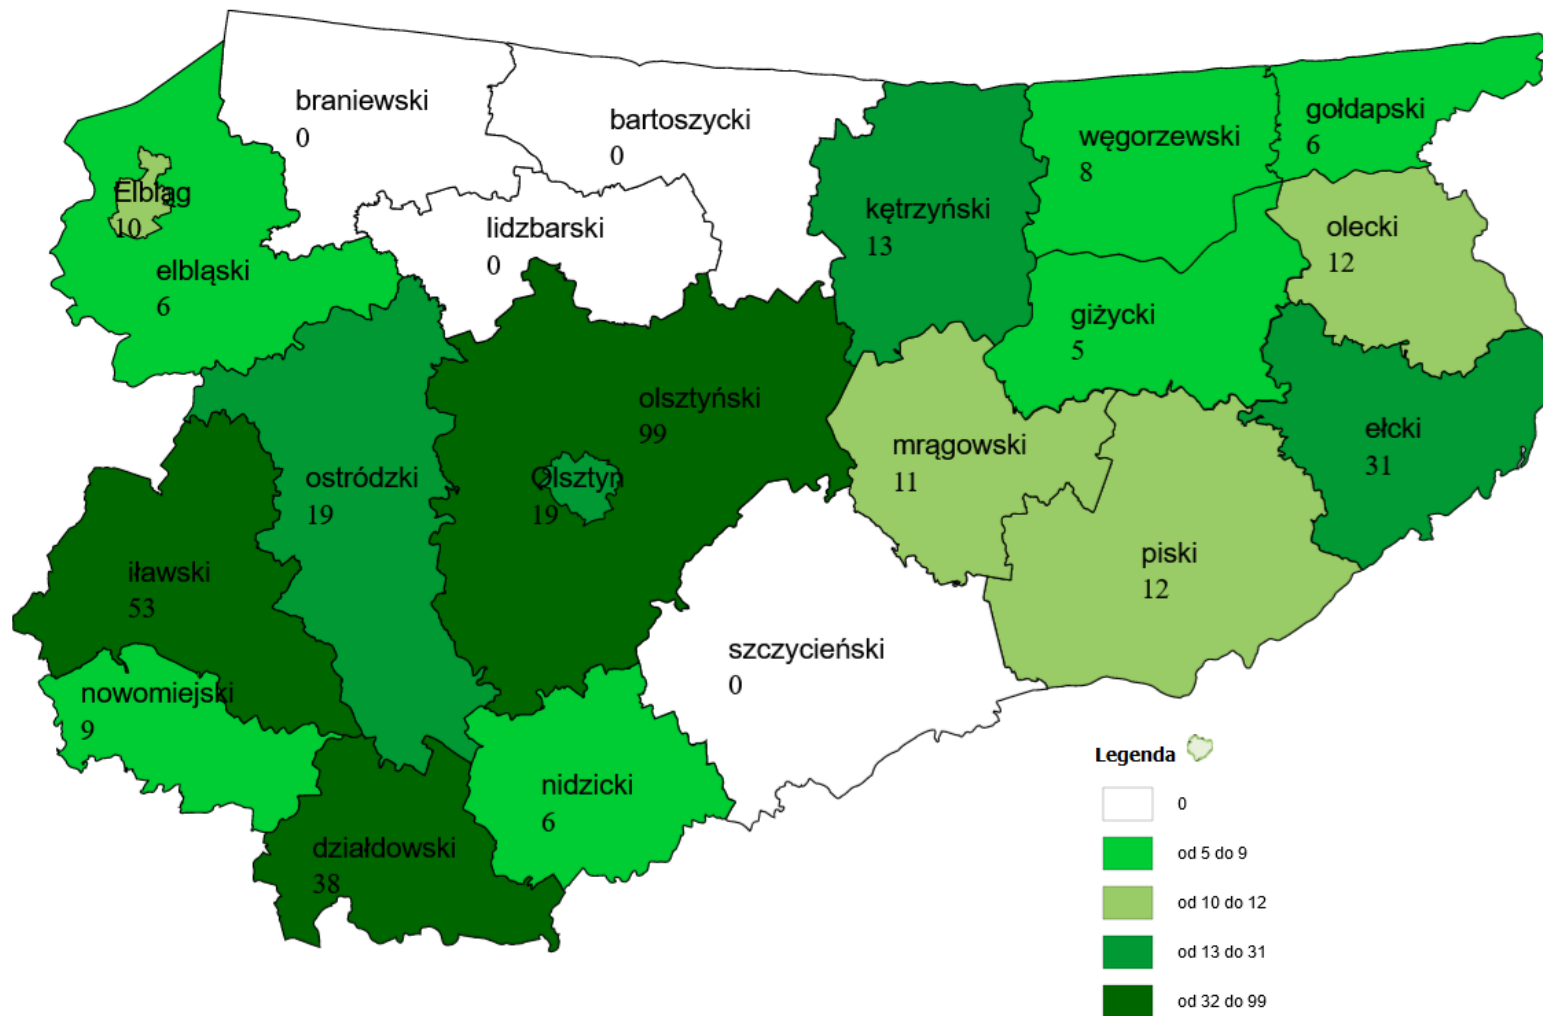 braniewski
0
bartoszycki
0
węgorzewski
8
gołdapski
6
Elbląg
10
lidzbarski
0
kętrzyński
13
olecki
12
elbląski
6
giżycki
5
olsztyński
99
mrągowski
11
ełcki
31
ostródzki
19
Olsztyn
19
iławski
53
piski
12
szczycieński
0
nowomiejski
9
nidzicki
6
działdowski
38
Legenda
0
od 5 do 9
od 10 do 12
od 13 do 31
od 32 do 99